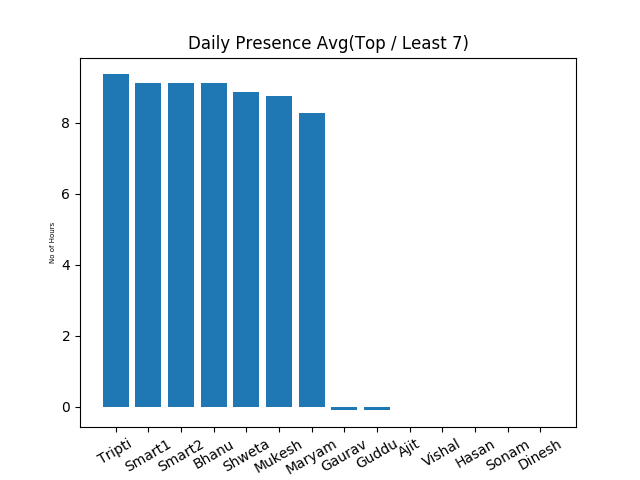 Daily Presence Avg(Top / Least 7)
No of Hours
8
6
4
2
0
Tripti
Smart1
Smart2
Bhanu
Shweta
Mukesh
Maryam
Gaurav
Guddu
Ajit
Vishal
Hasan
Sonam
Dinesh